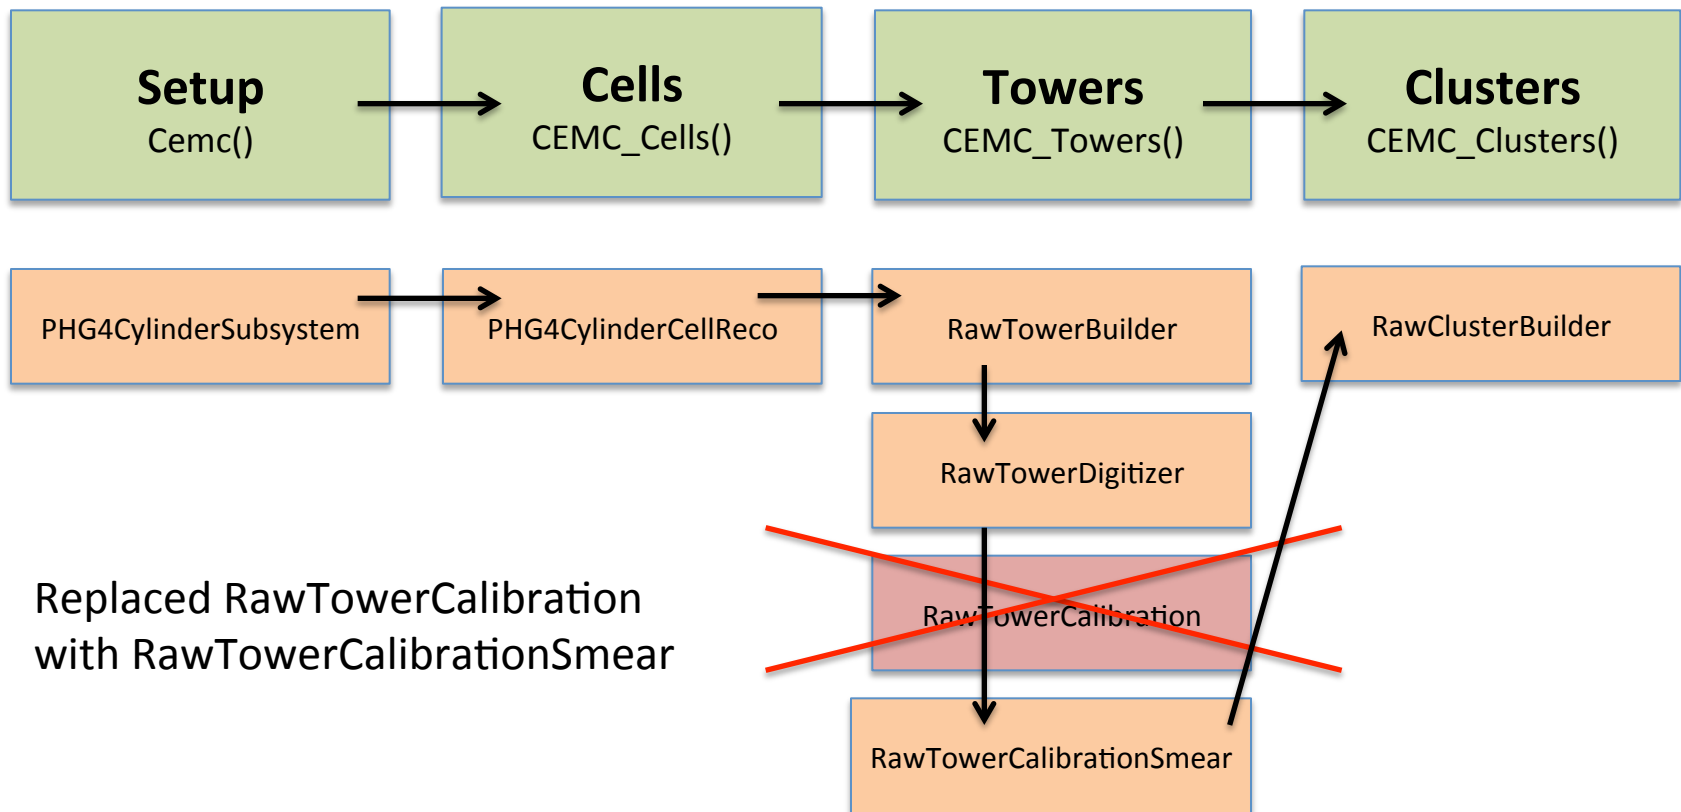 Setup
Cemc()
Cells
CEMC_Cells()
Towers
CEMC_Towers()
Clusters
CEMC_Clusters()
PHG4CylinderSubsystem
PHG4CylinderCellReco
RawTowerBuilder
RawClusterBuilder
RawTowerDigitizer
Replaced RawTowerCalibration
with RawTowerCalibrationSmear
RawTowerCalibration
RawTowerCalibrationSmear